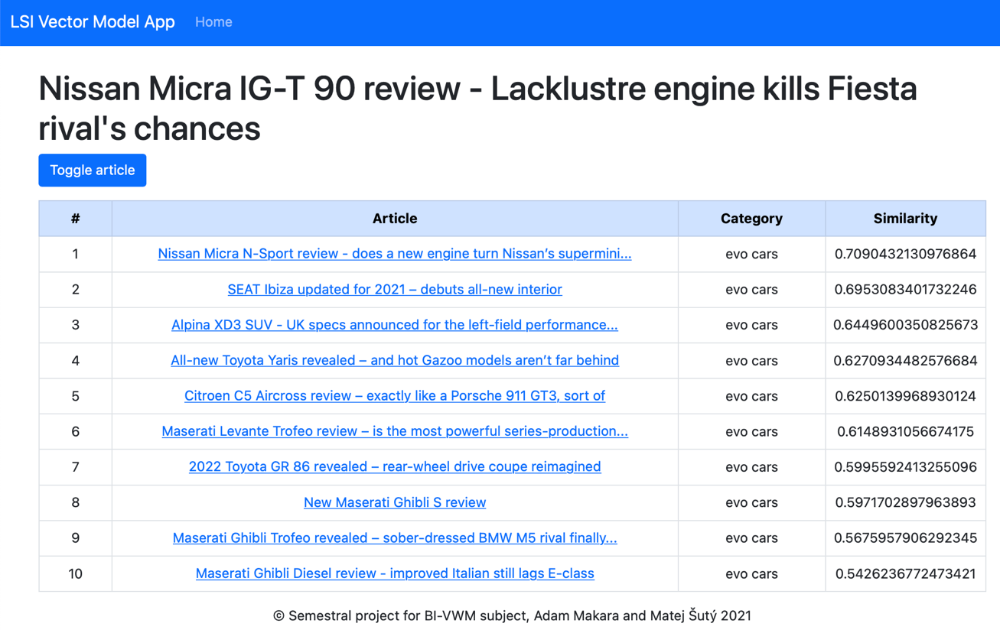 LSI Vector Model App Home
Nissan Micra IG-T 90 review - Lacklustre engine kills Fiesta
rival's chances
Toggle article
# Article Category Similarity
1 Nissan Micra N-Sport review - does a new engine turn Nissan’s supermini... evo cars 0.7090432130976864
2 SEAT Ibiza updated for 2021 – debuts all-new interior evo cars 0.6953083401732246
3 Alpina XD3 SUV - UK specs announced for the left-field performance... evo cars 0.6449600350825673
4 All-new Toyota Yaris revealed – and hot Gazoo models aren’t far behind evo cars 0.6270934482576684
5 Citroen C5 Aircross review – exactly like a Porsche 911 GT3, sort of evo cars 0.6250139968930124
6 Maserati Levante Trofeo review – is the most powerful series-production... evo cars 0.6148931056674175
7 2022 Toyota GR 86 revealed – rear-wheel drive coupe reimagined evo cars 0.5995592413255096
8 New Maserati Ghibli S review evo cars 0.5971702897963893
9 Maserati Ghibli Trofeo revealed – sober-dressed BMW M5 rival finally... evo cars 0.5675957906292345
10 Maserati Ghibli Diesel review - improved Italian still lags E-class evo cars 0.5426236772473421
© Semestral project for BI-VWM subject, Adam Makara and Matej Šutý 2021